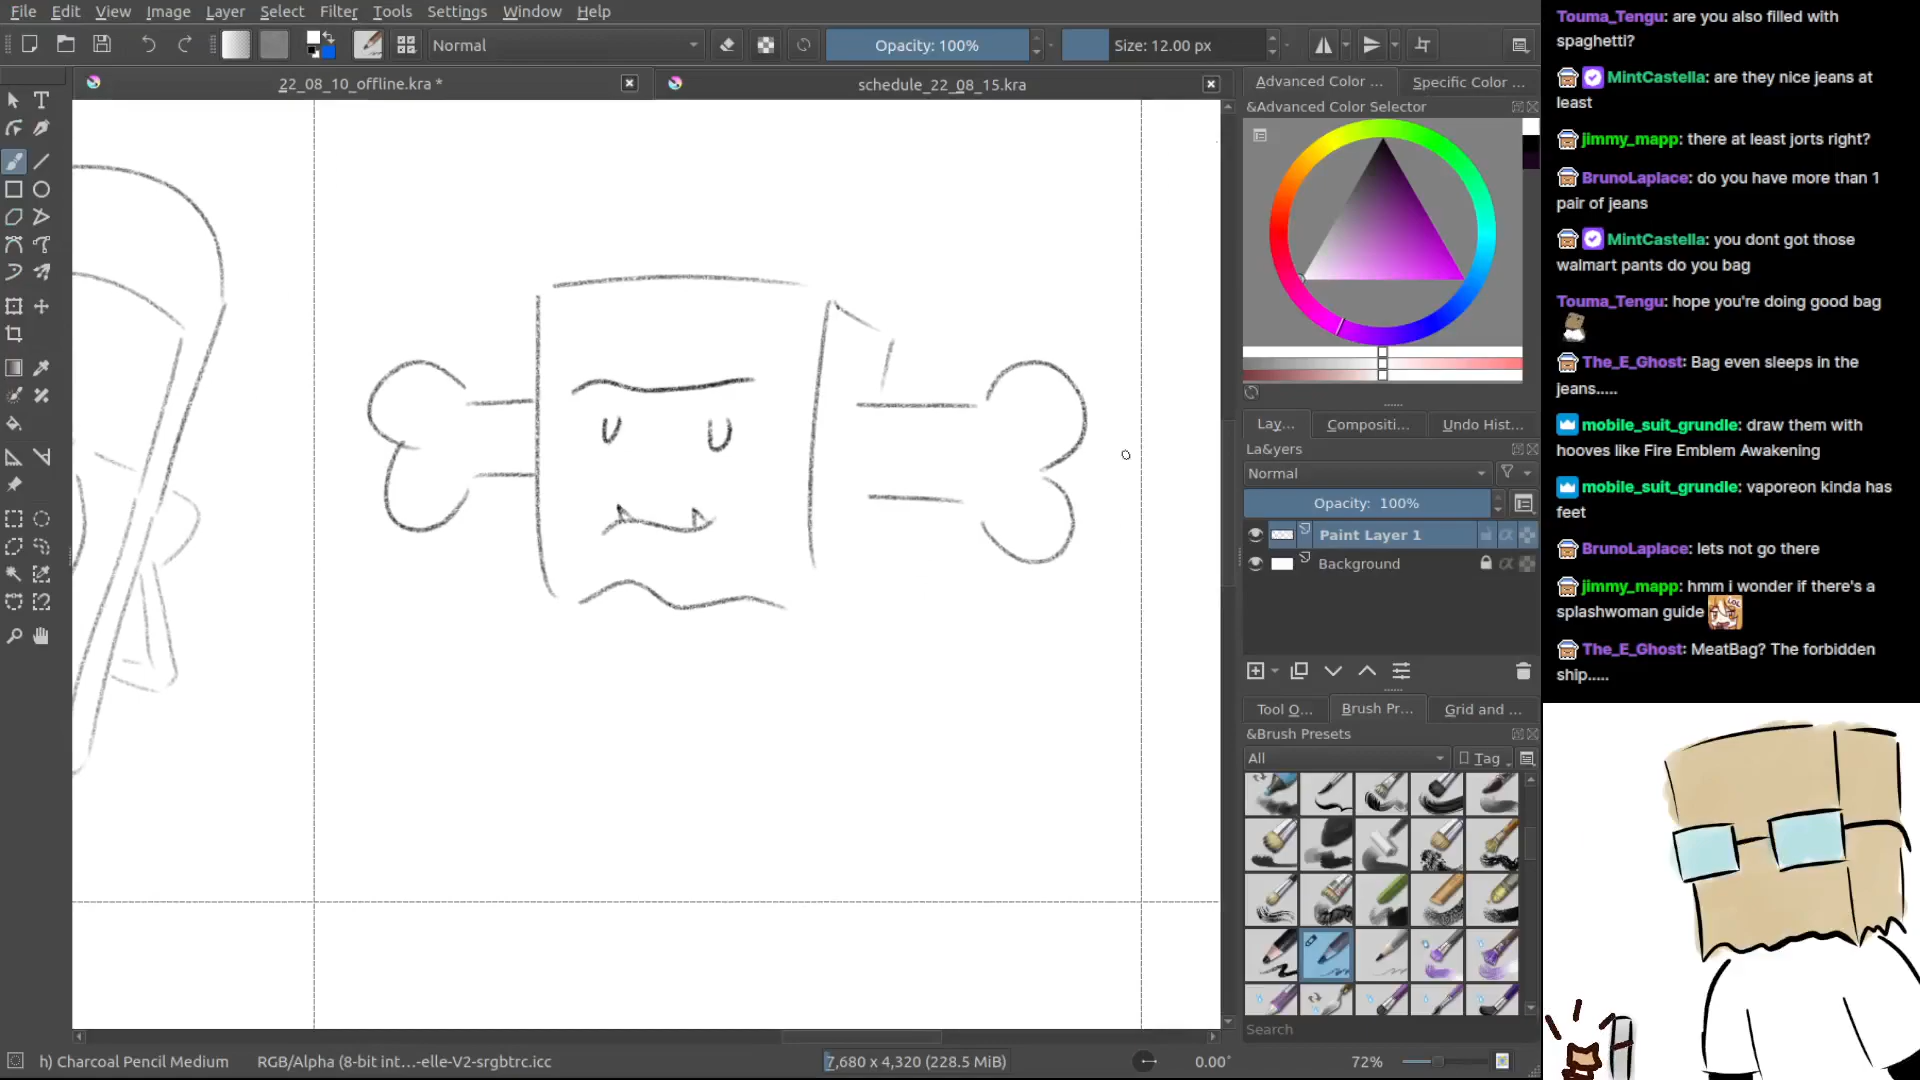 File Edit View Image Layer Select Filter Tools Settings Window Help
Normal
Opacity: 100%
Size: 12.00 px
22_08_10_offline.kra *
schedule_22_08_15.kra
Advanced Color ...
Specific Color ...
&Advanced Color Selector
Lay...
Compositi...
Undo Hist...
La&yers
Normal
Opacity: 100%
Paint Layer 1
Background
Tool O...
Brush Pr...
Grid and ...
&Brush Presets
All
Tag
Search
h) Charcoal Pencil Medium
RGB/Alpha (8-bit int...-elle-V2-srgbtrc.icc
7,680 x 4,320 (228.5 MiB)
0.00°
72%
Touma_Tengu: are you also filled with
spaghetti?
MintCastella: are they nice jeans at
least
jimmy_mapp: there at least jorts right?
BrunoLaplace: do you have more than 1
pair of jeans
MintCastella: you dont got those
walmart pants do you bag
Touma_Tengu: hope you're doing good bag
The_E_Ghost: Bag even sleeps in the
jeans.....
mobile_suit_grundle: draw them with
hooves like Fire Emblem Awakening
mobile_suit_grundle: vaporeon kinda has
feet
BrunoLaplace: lets not go there
jimmy_mapp: hmm i wonder if there's a
splashwoman guide
The_E_Ghost: MeatBag? The forbidden
ship.....